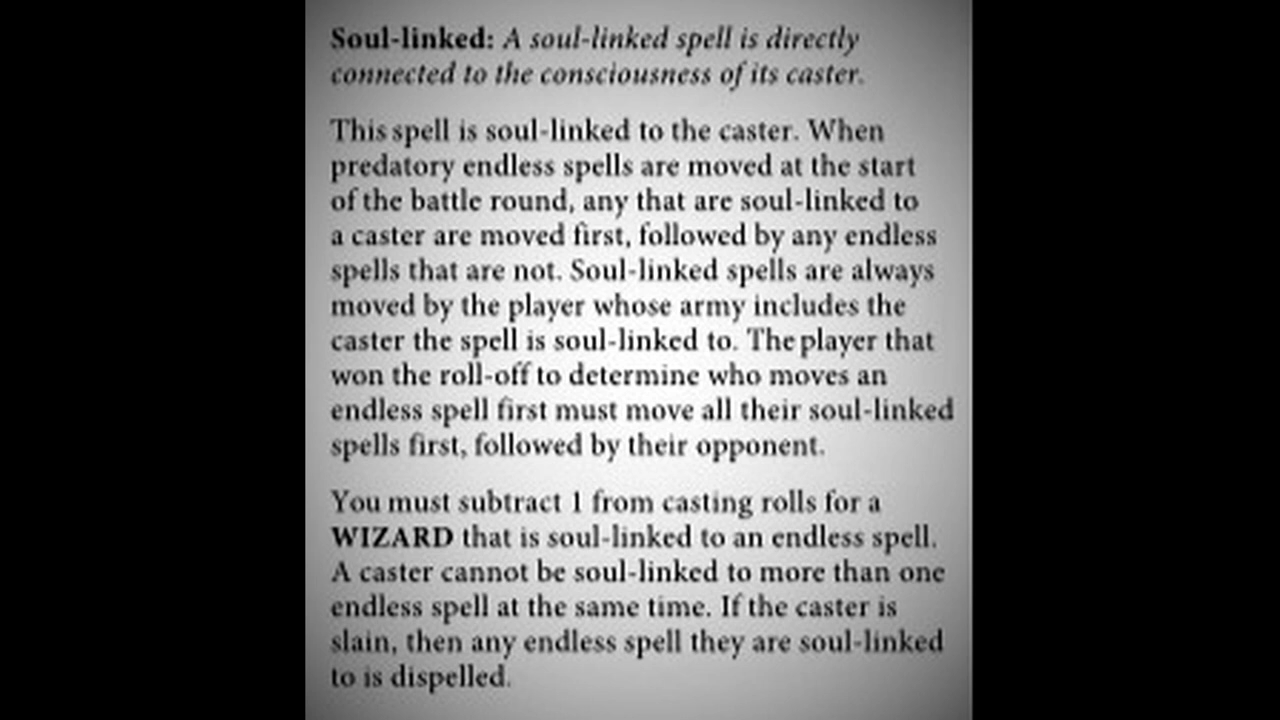 Soul-linked: A soul-linked spell is directly
connected to the consciousness of its caster.
This spell is soul-linked to the caster. When
predatory endless spells are moved at the start
of the battle round, any that are soul-linked to
a caster are moved first, followed by any endless
spells that are not. Soul-linked spells are always
moved by the player whose army includes the
caster the spell is soul-linked to. The player that
won the roll-off to determine who moves an
endless spell first must move all their soul-linked
spells first, followed by their opponent.
You must subtract 1 from casting rolls for a
WIZARD that is soul-linked to an endless spell.
A caster cannot be soul-linked to more than one
endless spell at the same time. If the caster is
slain, then any endless spell they are soul-linked
to is dispelled.